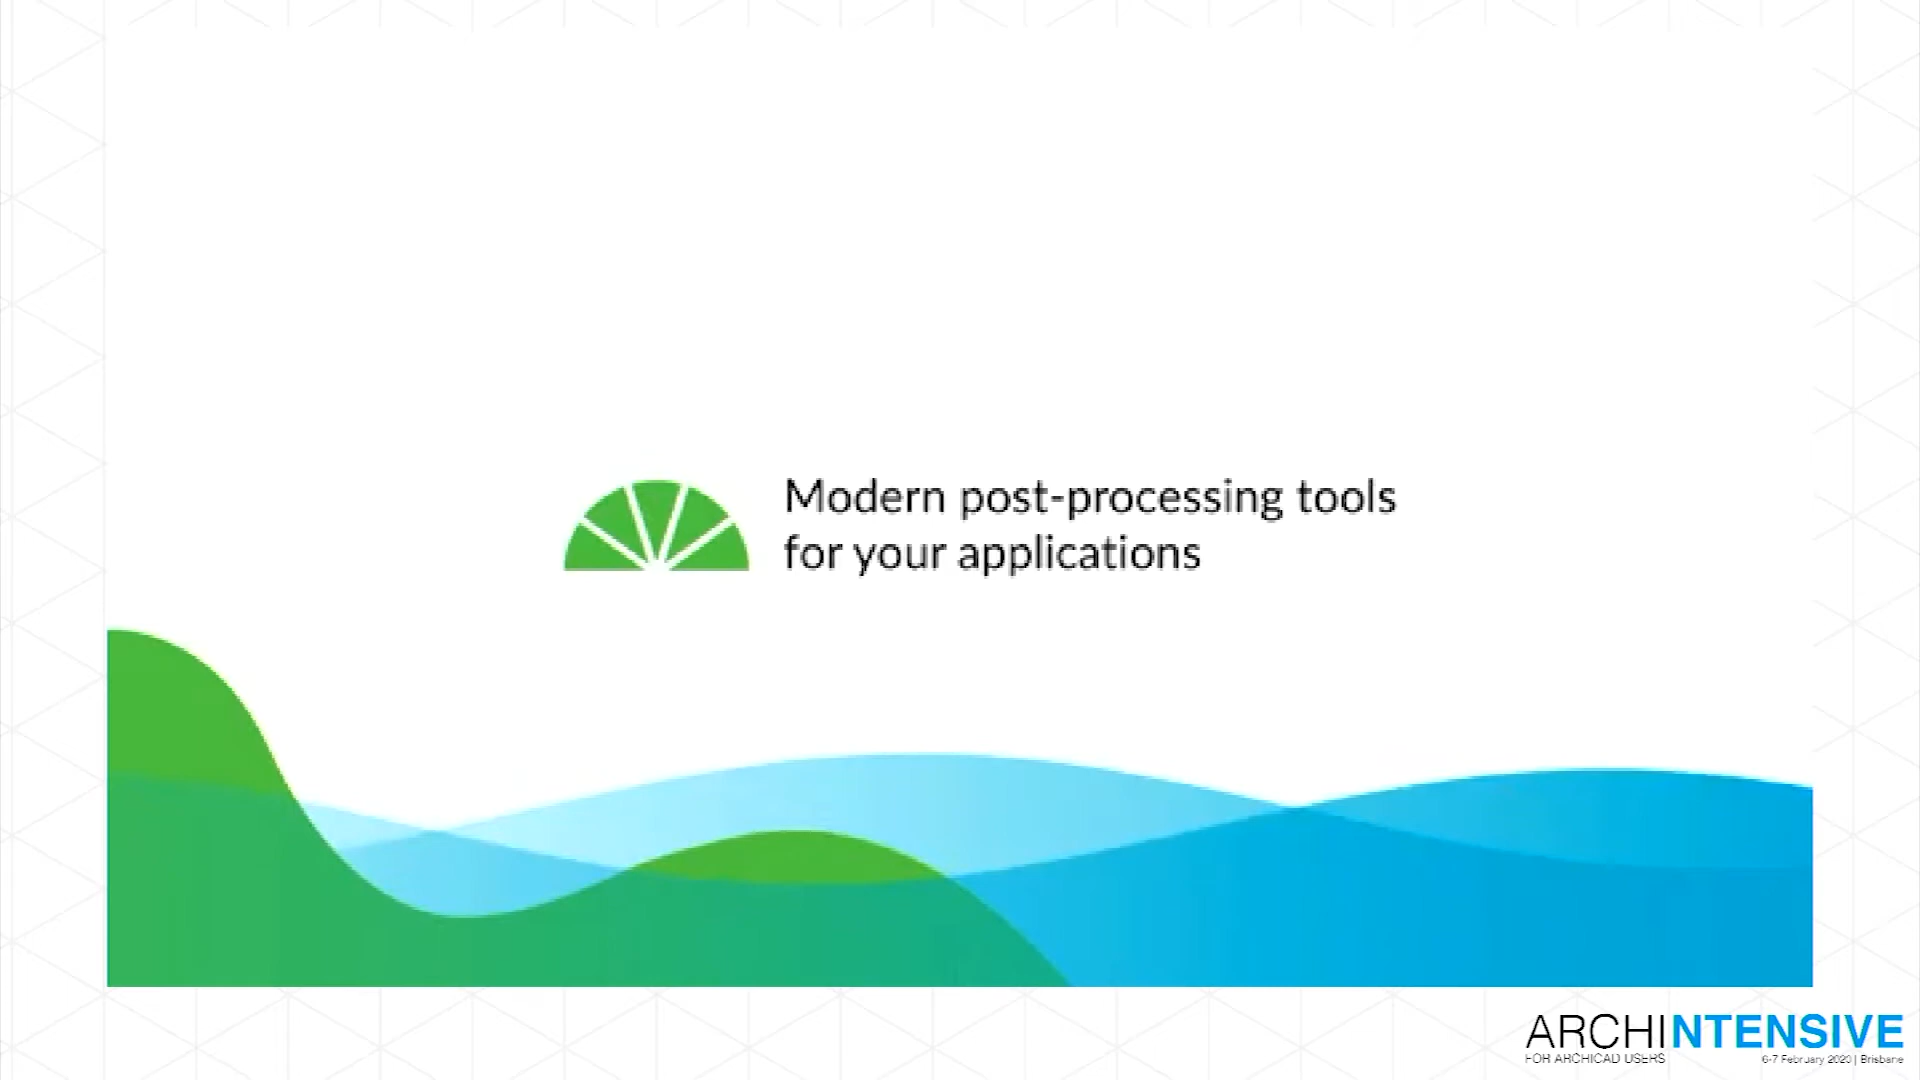 Modern post-processing tools
for your applications
ARCHINTENSIVE
FOR ARCHICAD USERS
6-7 February 2020 | Brisbane